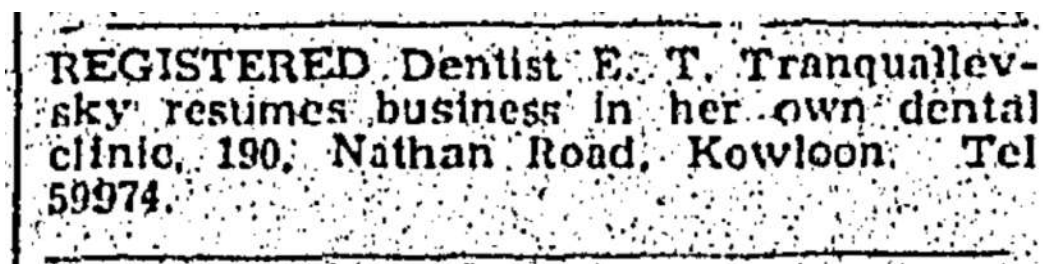 REGISTERED Dentist E. T. Tranquallev-
sky resumes business in her own dental
clinic, 190, Nathan Road, Kowloon. Tel
59974.